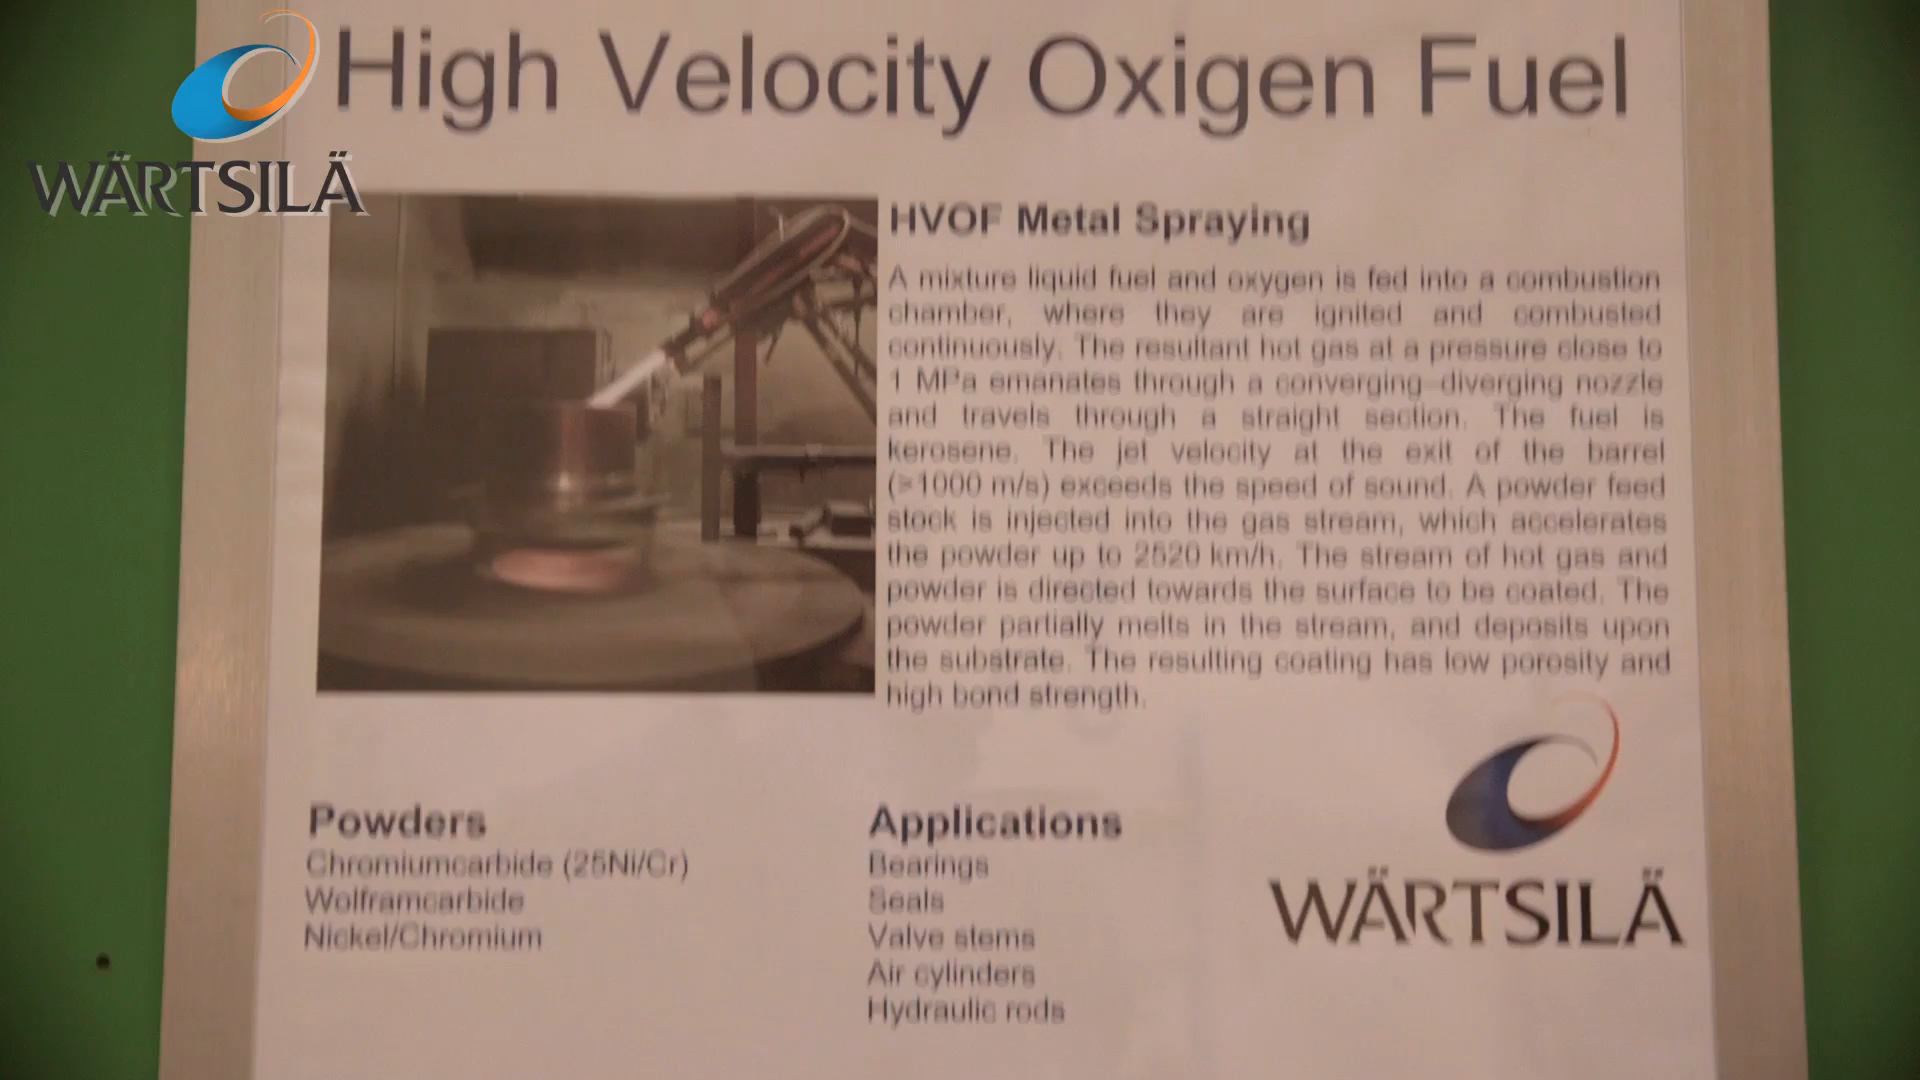 High Velocity Oxigen Fuel
WÄRTSILÄ
HVOF Metal Spraying
A mixture liquid fuel and oxygen is fed into a combustion
chamber, where they are ignited and combusted
continuously. The resultant hot gas at a pressure close to
1 MPa emanates through a converging–diverging nozzle
and travels through a straight section. The fuel is
kerosene. The jet velocity at the exit of the barrel
(>1000 m/s) exceeds the speed of sound. A powder feed
stock is injected into the gas stream, which accelerates
the powder up to 2520 km/h. The stream of hot gas and
powder is directed towards the surface to be coated. The
powder partially melts in the stream, and deposits upon
the substrate. The resulting coating has low porosity and
high bond strength.
Powders
Chromiumcarbide (25Ni/Cr)
Wolframcarbide
Nickel/Chromium
Applications
Bearings
Seals
Valve stems
Air cylinders
Hydraulic rods
WÄRTSILÄ